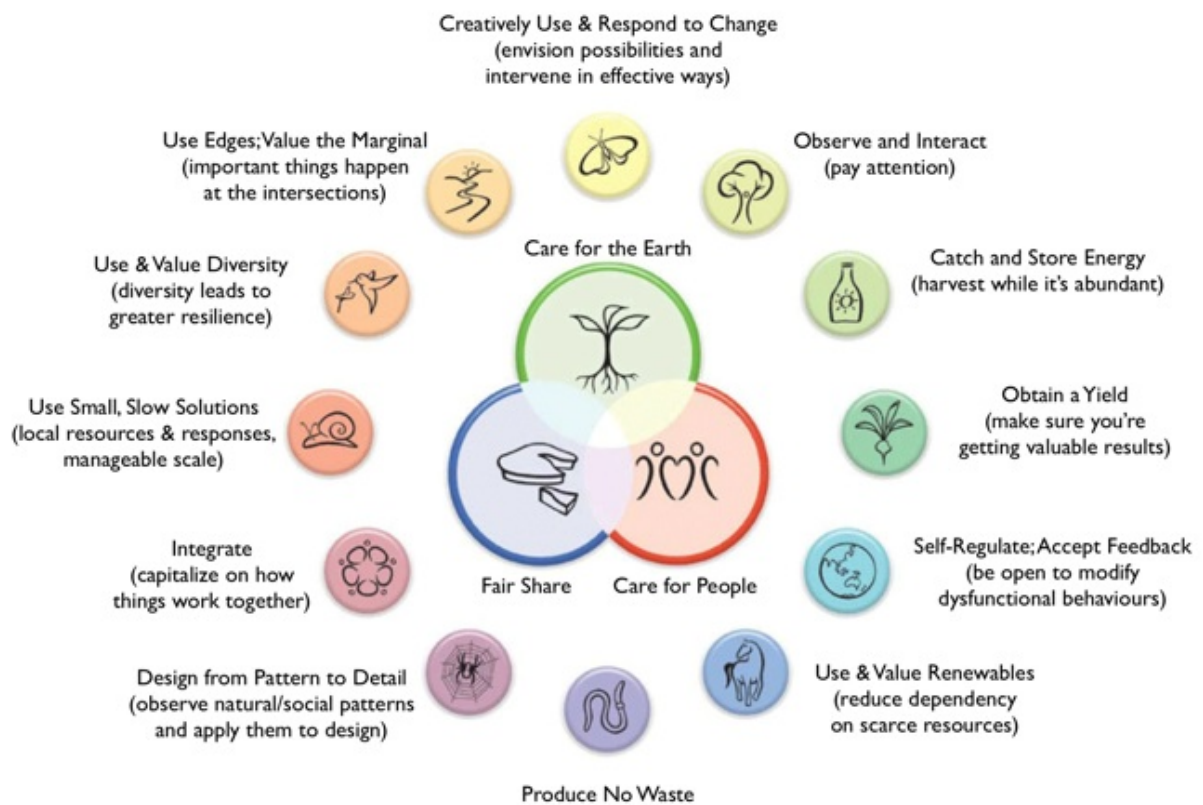 Creatively Use & Respond to Change
(envision possibilities and
intervene in effective ways)
Use Edges; Value the Marginal
(important things happen
at the intersections)
Observe and Interact
(pay attention)
Care for the Earth
Use & Value Diversity
(diversity leads to
greater resilience)
Catch and Store Energy
(harvest while it's abundant)
Use Small, Slow Solutions
(local resources & responses,
manageable scale)
Obtain a Yield
(make sure you're
getting valuable results)
Integrate
(capitalize on how
things work together)
Fair Share
Care for People
Self-Regulate; Accept Feedback
(be open to modify
dysfunctional behaviours)
Design from Pattern to Detail
(observe natural/social patterns
and apply them to design)
Use & Value Renewables
(reduce dependency
on scarce resources)
Produce No Waste